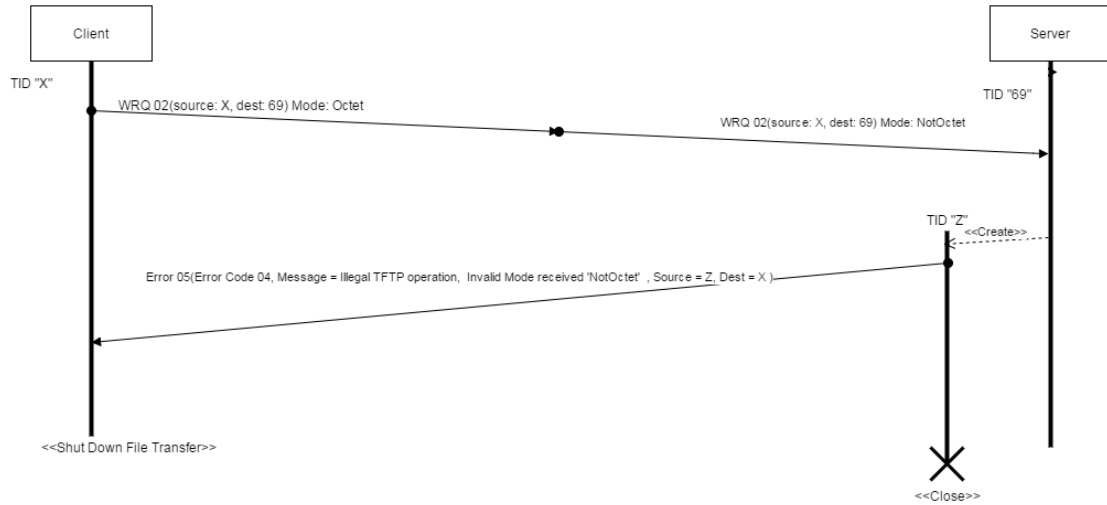 Client
Server
TID "X"
TID "69"
WRQ 02(source: X, dest: 69) Mode: Octet
WRQ 02(source: X, dest: 69) Mode: NotOctet
TID "Z"
<<Create>>
Error 05(Error Code 04, Message = Illegal TFTP operation,  Invalid Mode received 'NotOctet'  , Source = Z, Dest = X )
<<Shut Down File Transfer>>
<<Close>>